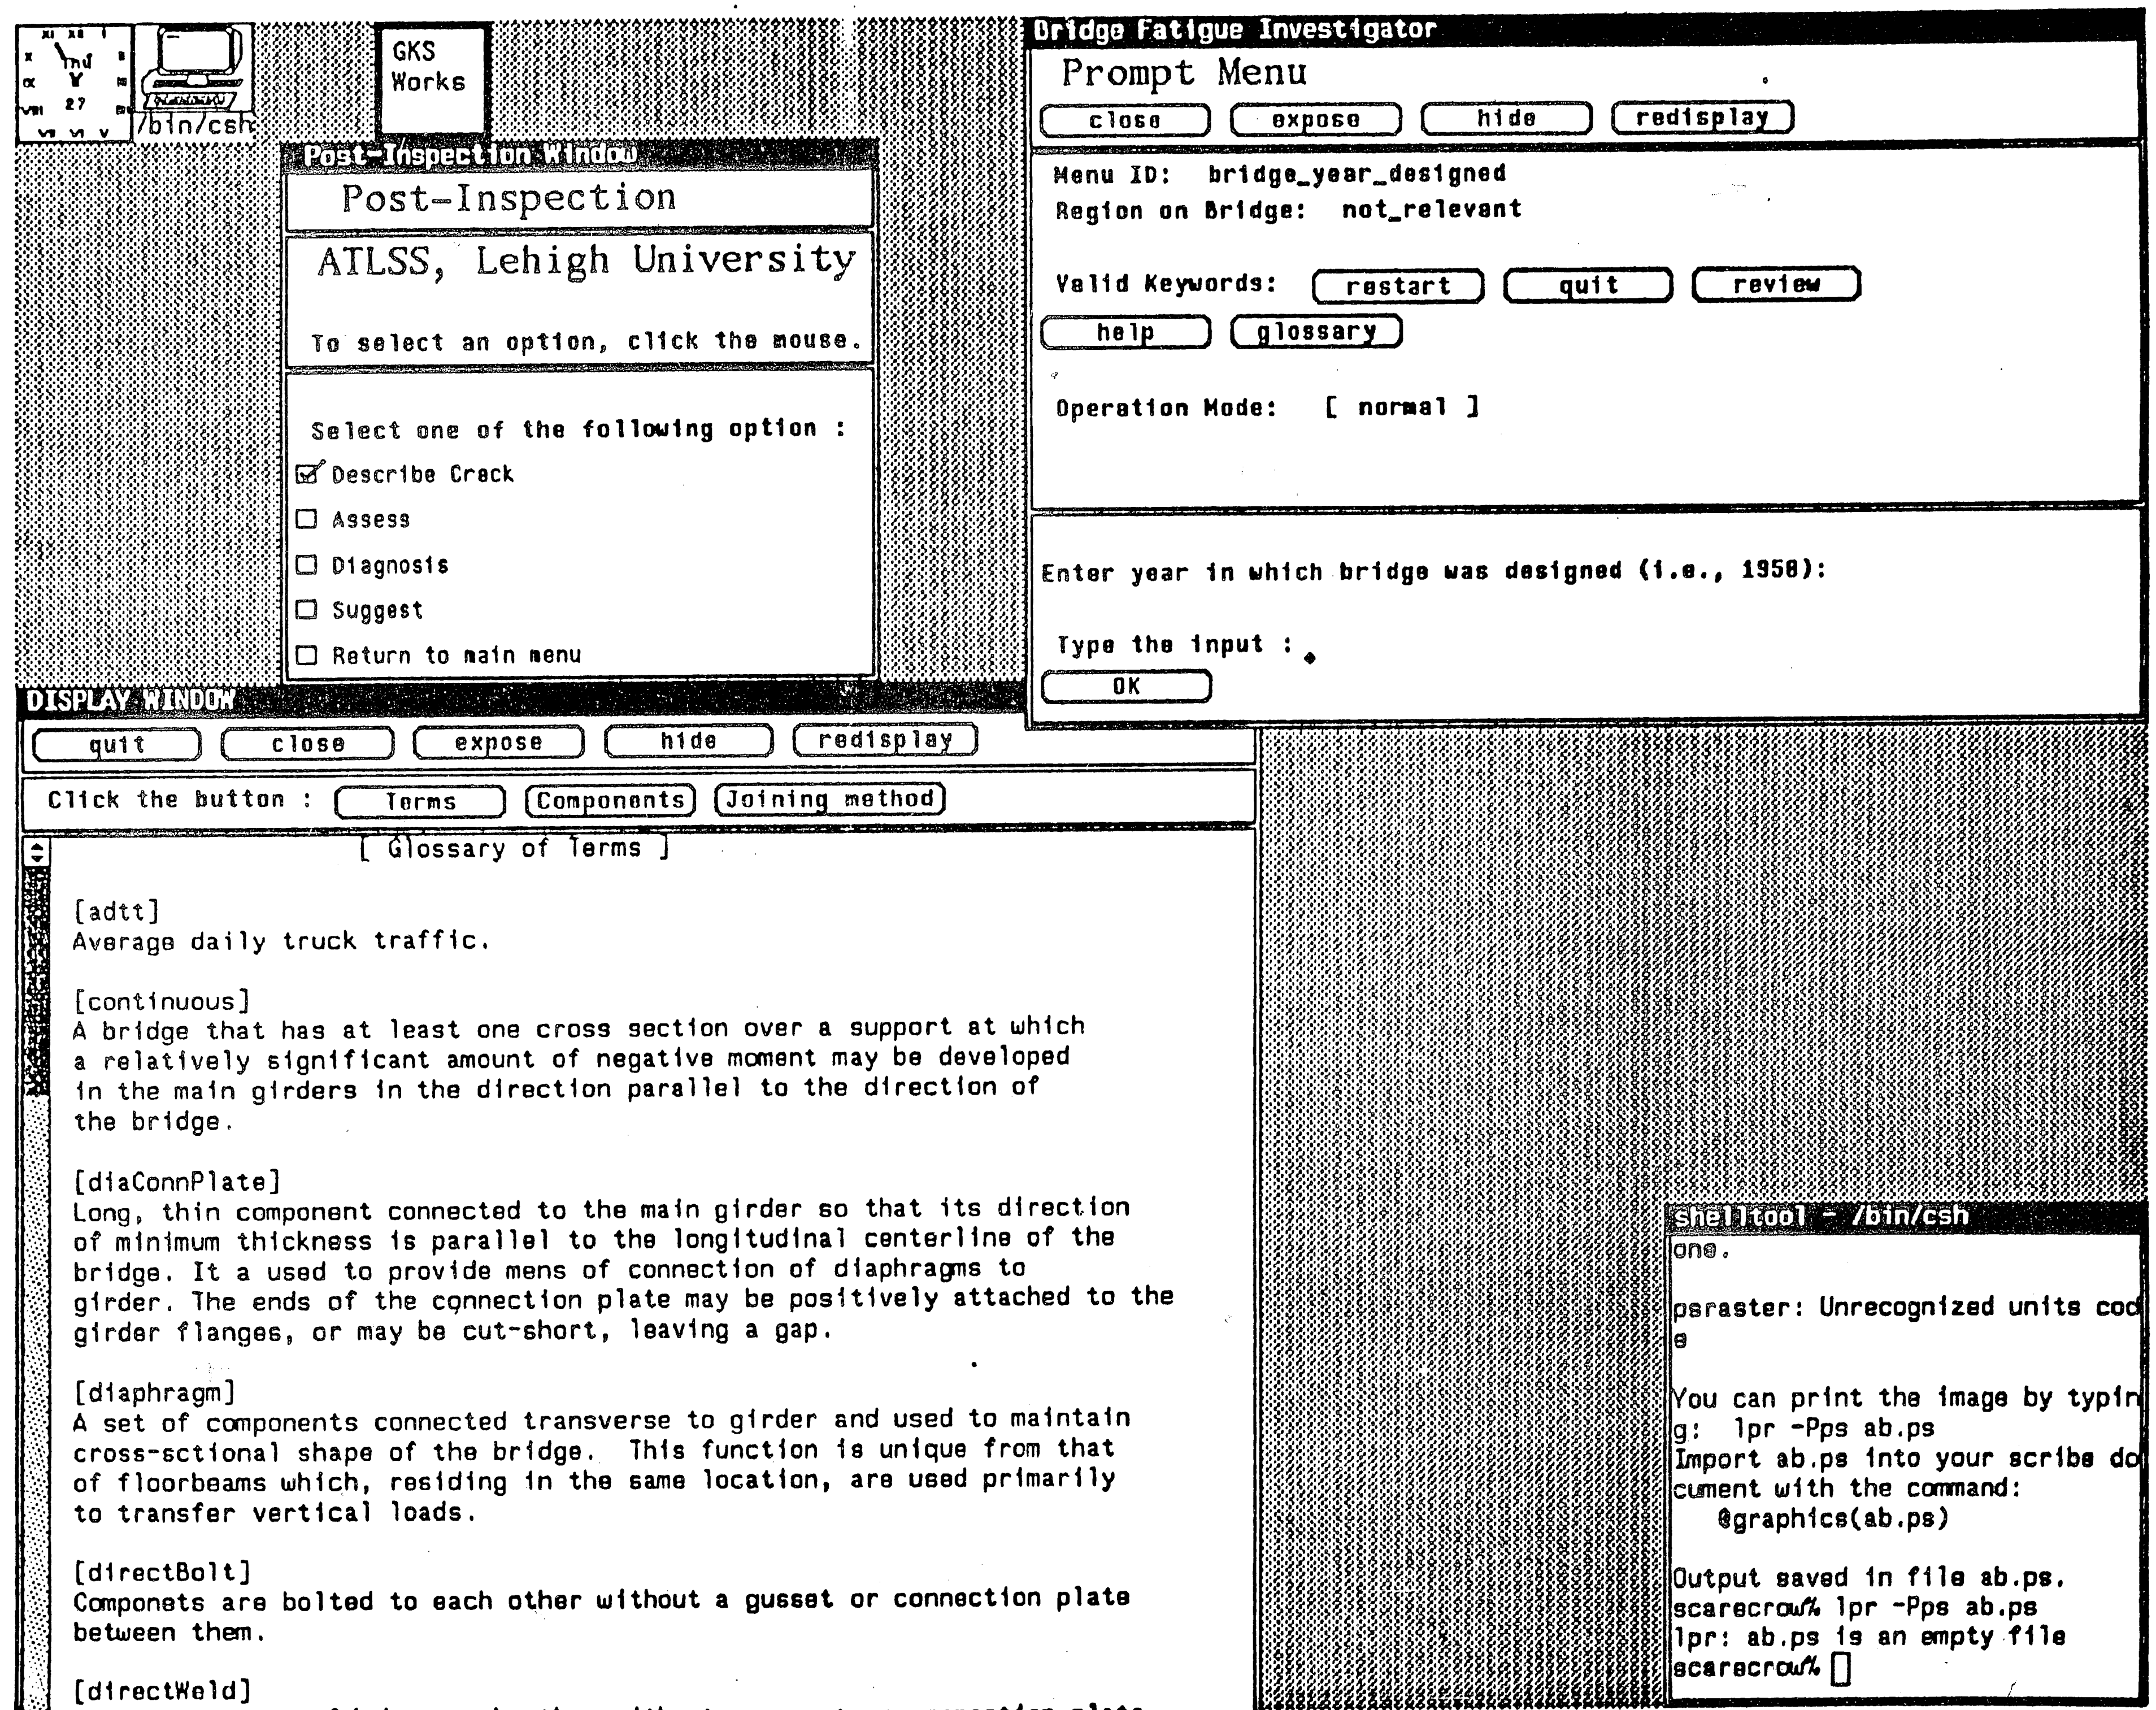 XI XII I
X II
IX
VIII 27
VII VI V
/bin/csh
GKS
Works
Post-Inspection Window
Post-Inspection
ATLSS, Lehigh University
To select an option, click the mouse.
Select one of the following option :
Describe Crack
Assess
Diagnosis
Suggest
Return to main menu
Bridge Fatigue Investigator
Prompt Menu
close expose hide redisplay
Menu ID: bridge_year_designed
Region on Bridge: not_relevant
Valid Keywords: restart quit review
help glossary
Operation Mode: [ normal ]
Enter year in which bridge was designed (i.e., 1950):
Type the input :
OK
DISPLAY WINDOW
quit close expose hide redisplay
Click the button : Terms Components Joining method
[ Glossary of Terms ]
[adtt]
Average daily truck traffic.
[continuous]
A bridge that has at least one cross section over a support at which
a relatively significant amount of negative moment may be developed
in the main girders in the direction parallel to the direction of
the bridge.
[diaConnPlate]
Long, thin component connected to the main girder so that its direction
of minimum thickness is parallel to the longitudinal centerline of the
bridge. It a used to provide mens of connection of diaphragms to
girder. The ends of the connection plate may be positively attached to the
girder flanges, or may be cut-short, leaving a gap.
[diaphragm]
A set of components connected transverse to girder and used to maintain
cross-sctional shape of the bridge. This function is unique from that
of floorbeams which, residing in the same location, are used primarily
to transfer vertical loads.
[directBolt]
Componets are bolted to each other without a gusset or connection plate
between them.
[directWeld]
shelltool - /bin/csh
one.
psraster: Unrecognized units cod
e
You can print the image by typin
g: lpr -Pps ab.ps
Import ab.ps into your scribe do
cument with the command:
@graphics(ab.ps)
Output saved in file ab.ps.
scarecrow% lpr -Pps ab.ps
lpr: ab.ps is an empty file
scarecrow%